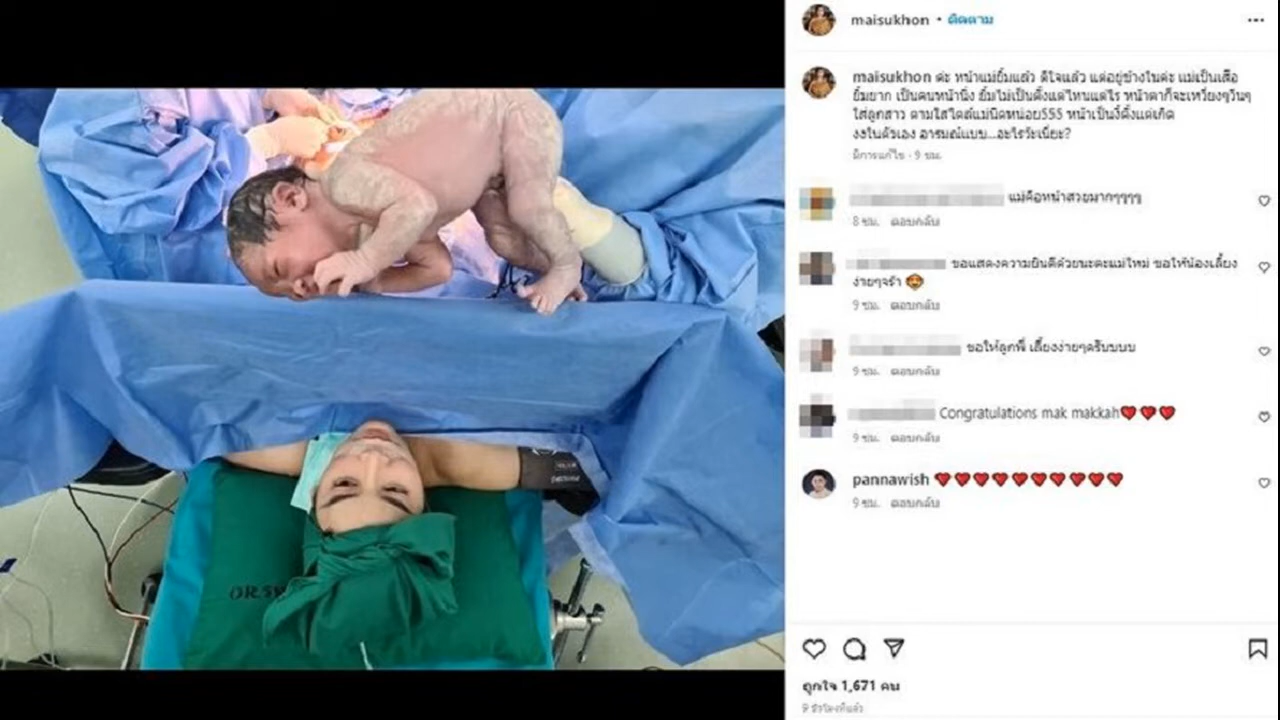 maisukhon • ติดตาม
maisukhon ค่ะ หน้าแม่ยิ้มแล้ว ดีใจแล้ว แต่อยู่ข้างในค่ะ แม่เป็นเสือ
ยิ้มยาก เป็นคนหน้านิ่ง ยิ้มไม่เป็นตั้งแต่ไหนแต่ไร หน้าตาก็จะเหวี่ยงๆวีนๆ
ใส่ลูกสาว ตามสไตล์แม่นิดหน่อย555 หน้าเป็นงี้ตั้งแต่เกิด
งงในตัวเอง อารมณ์แบบ...อะไรวะเนี่ยะ?
มีการแก้ไข · 9 ชม.
แม่คือหน้าสวยมากๆๆๆๆ
8 ชม. ตอบกลับ
ขอแสดงความยินดีด้วยนะคะแม่ใหม่ ขอให้น้องเลี้ยง
ง่ายๆจร้า
9 ชม. ตอบกลับ
ขอให้ลูกพี่ เลี้ยงง่ายๆครับบบบ
9 ชม. ตอบกลับ
Congratulations mak makkah
9 ชม. ตอบกลับ
pannawish
9 ชม. ตอบกลับ
ถูกใจ 1,671 คน
9 ชั่วโมงที่แล้ว